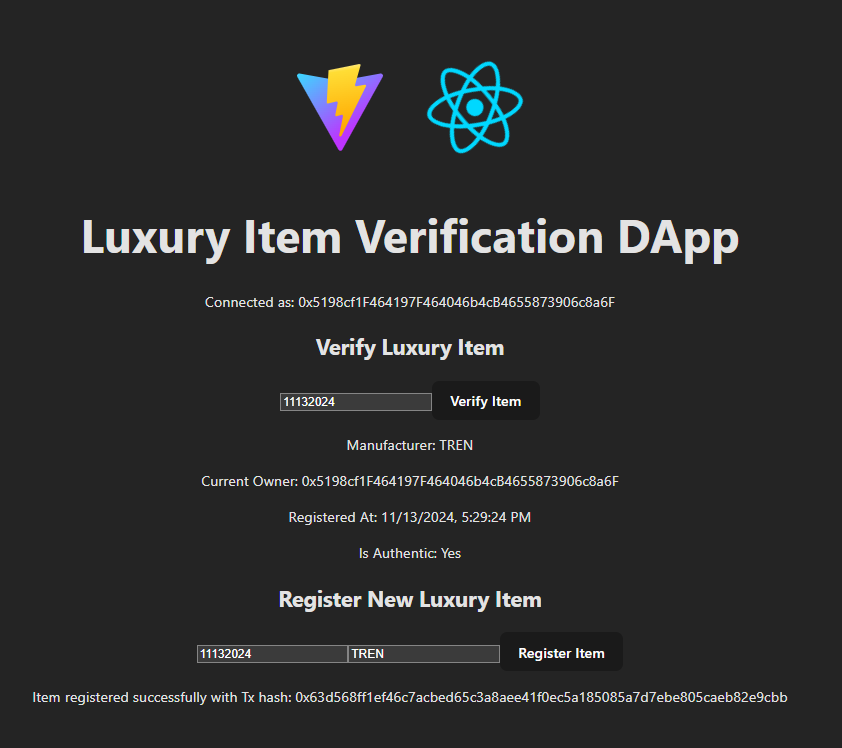 Luxury Item Verification DApp
Connected as: 0x5198cf1F464197F464046b4cB4655873906c8a6F
Verify Luxury Item
11132024 Verify Item
Manufacturer: TREN
Current Owner: 0x5198cf1F464197F464046b4cB4655873906c8a6F
Registered At: 11/13/2024, 5:29:24 PM
Is Authentic: Yes
Register New Luxury Item
11132024 TREN Register Item
Item registered successfully with Tx hash: 0x63d568ff1ef46c7acbed65c3a8aee41f0ec5a185085a7d7ebe805caeb82e9cbb